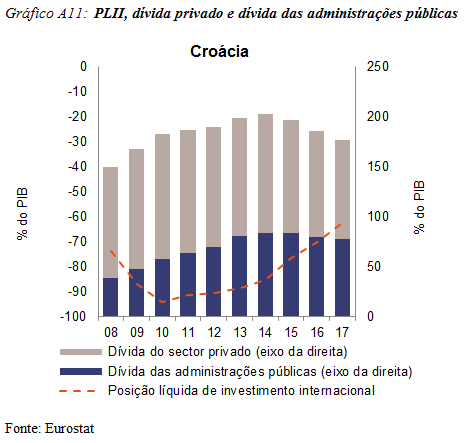 Gráfico A11: PLII, dívida privado e dívida das administrações públicas
Croácia
0
-10
-20
-30
-40
-50
-60
-70
-80
-90
-100
% do PIB
250
200
150
100
50
0
% do PIB
08 09 10 11 12 13 14 15 16 17
Dívida do sector privado (eixo da direita)
Dívida das administrações públicas (eixo da direita)
Posição líquida de investimento internacional
Fonte: Eurostat